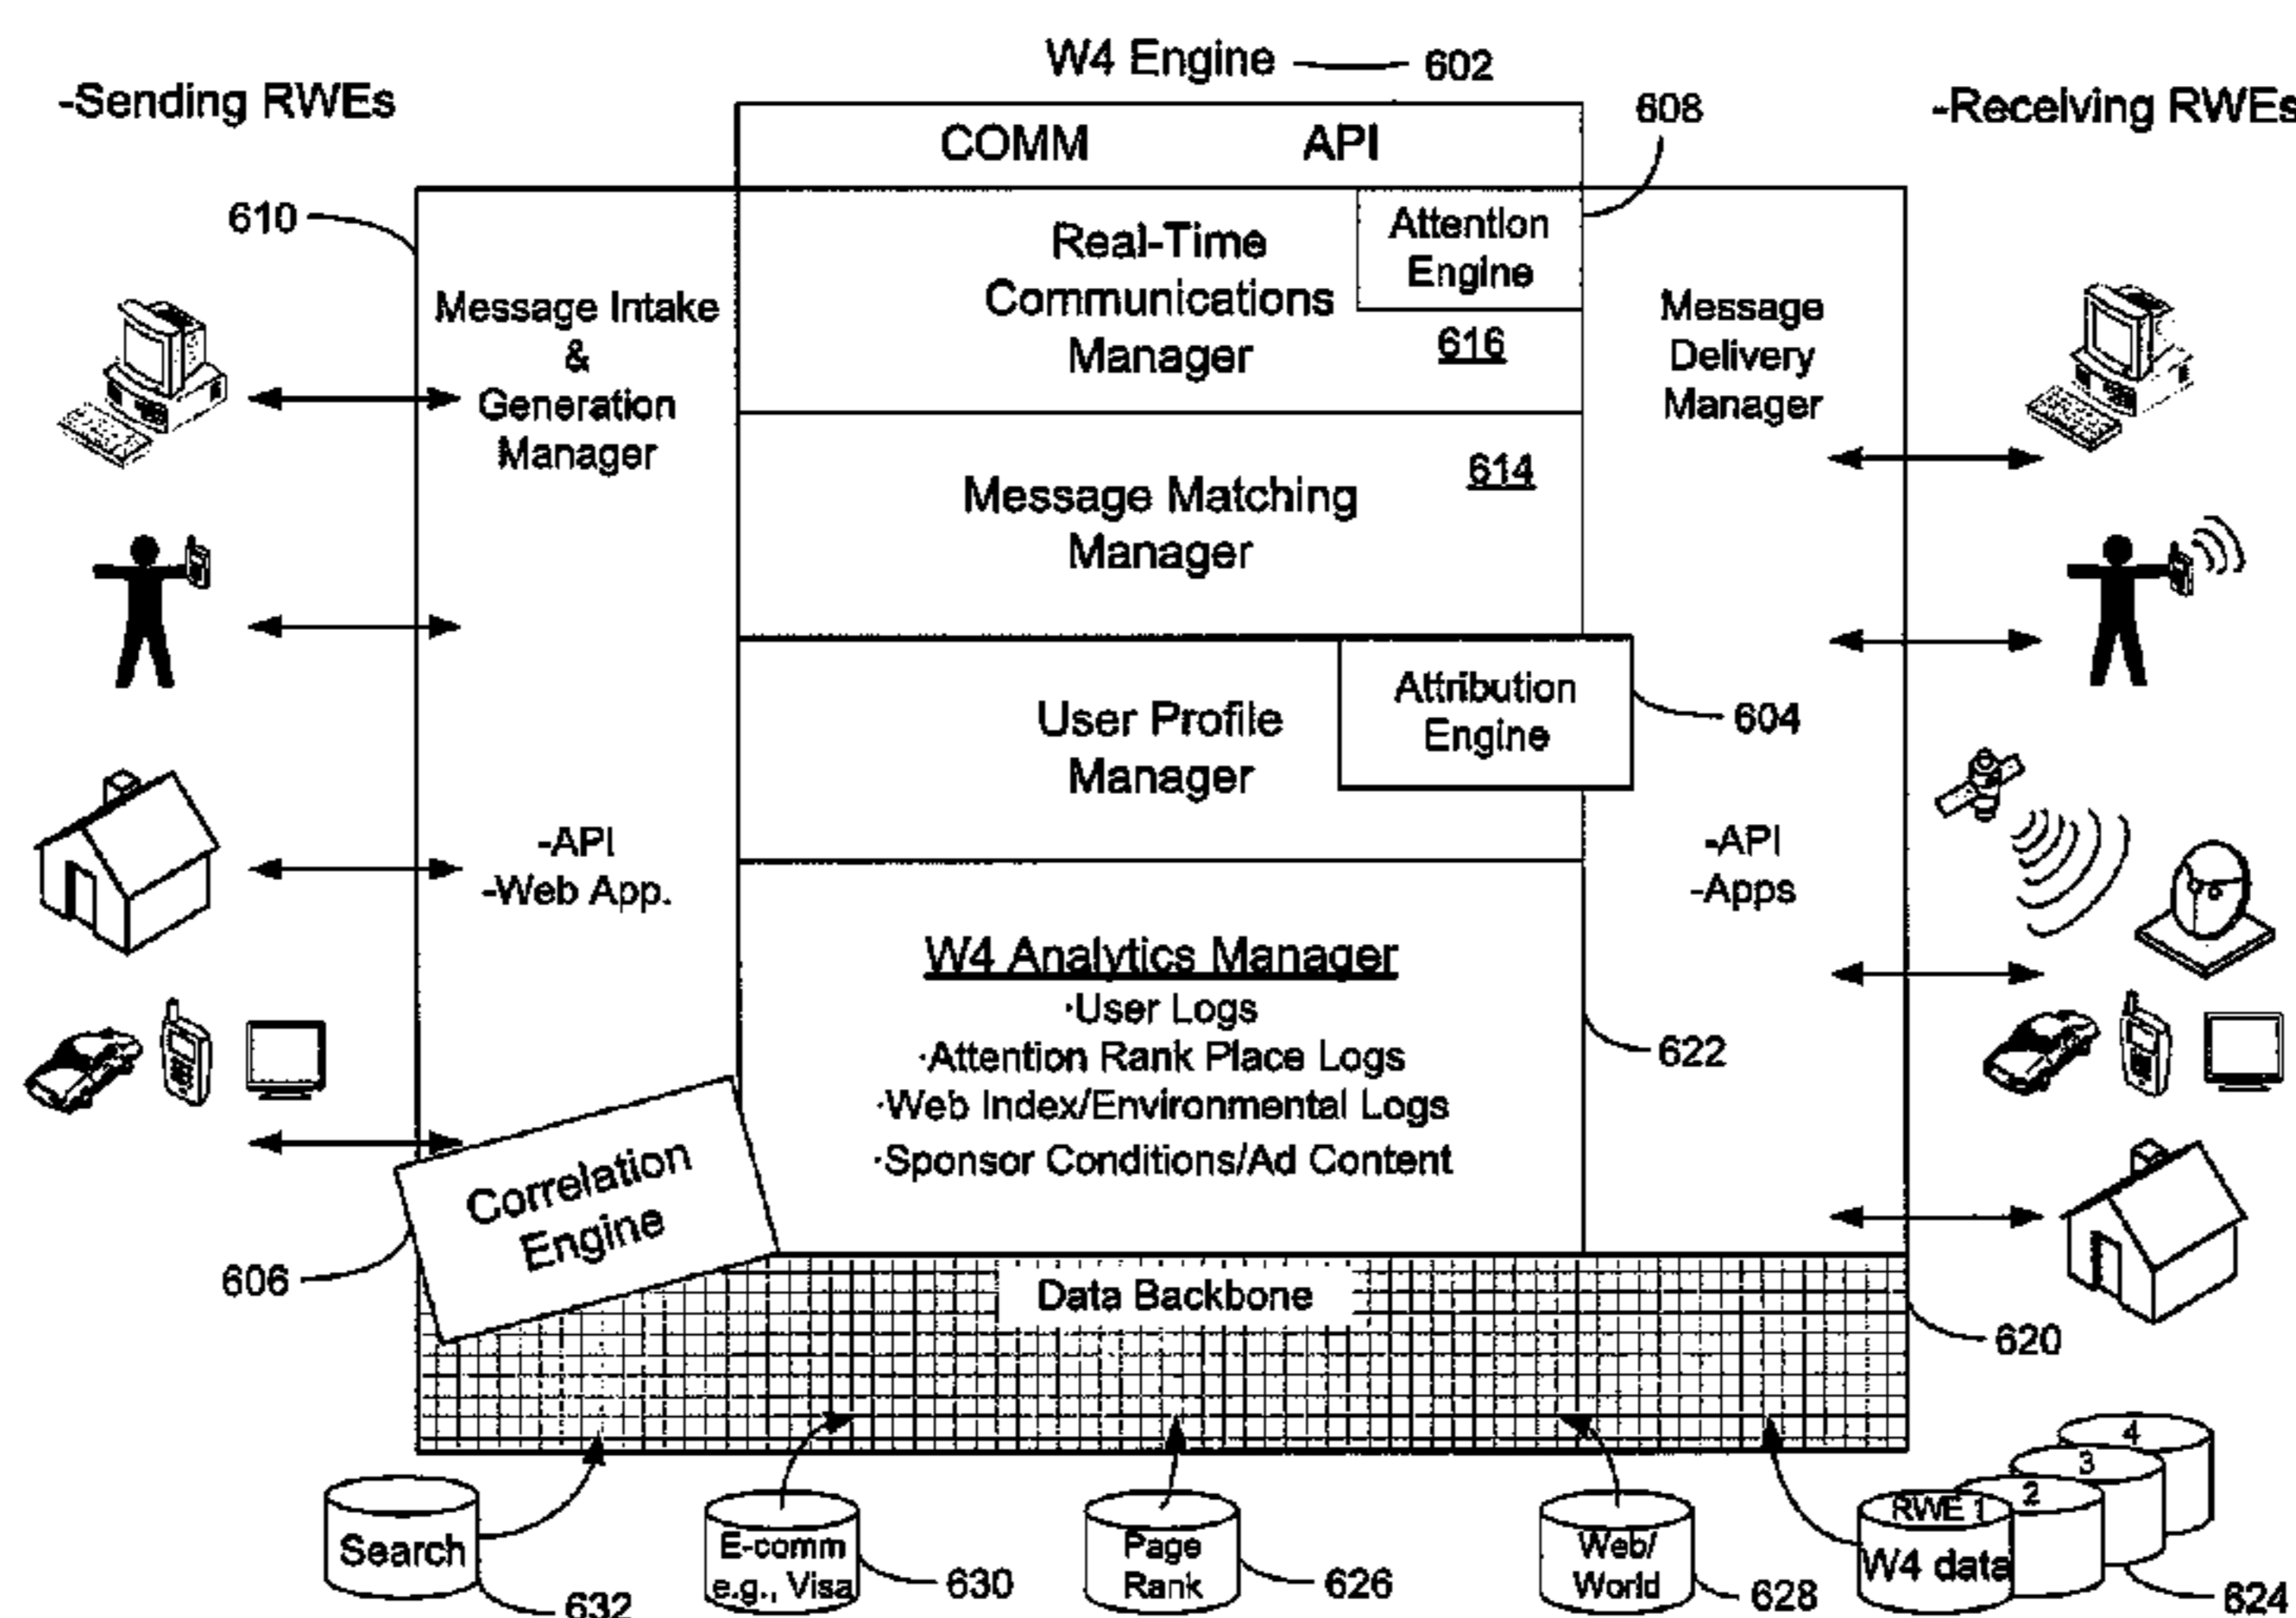 W4 Engine
602
-Sending RWEs
-Receiving RWEs
608
COMM API
610
Attention
Engine
Real-Time
Communications
Manager
616
Message Intake
&
Generation
Manager
Message
Delivery
Manager
614
Message Matching
Manager
Attribution
Engine
604
User Profile
Manager
-API
-Web App.
-API
-Apps
W4 Analytics Manager
·User Logs
·Attention Rank Place Logs
·Web Index/Environmental Logs
·Sponsor Conditions/Ad Content
622
Correlation
Engine
606
Data Backbone
620
Search
632
E-comm
e.g., Visa
630
Page
Rank
626
Web/
World
628
4
3
2
RWE 1
W4 data
624